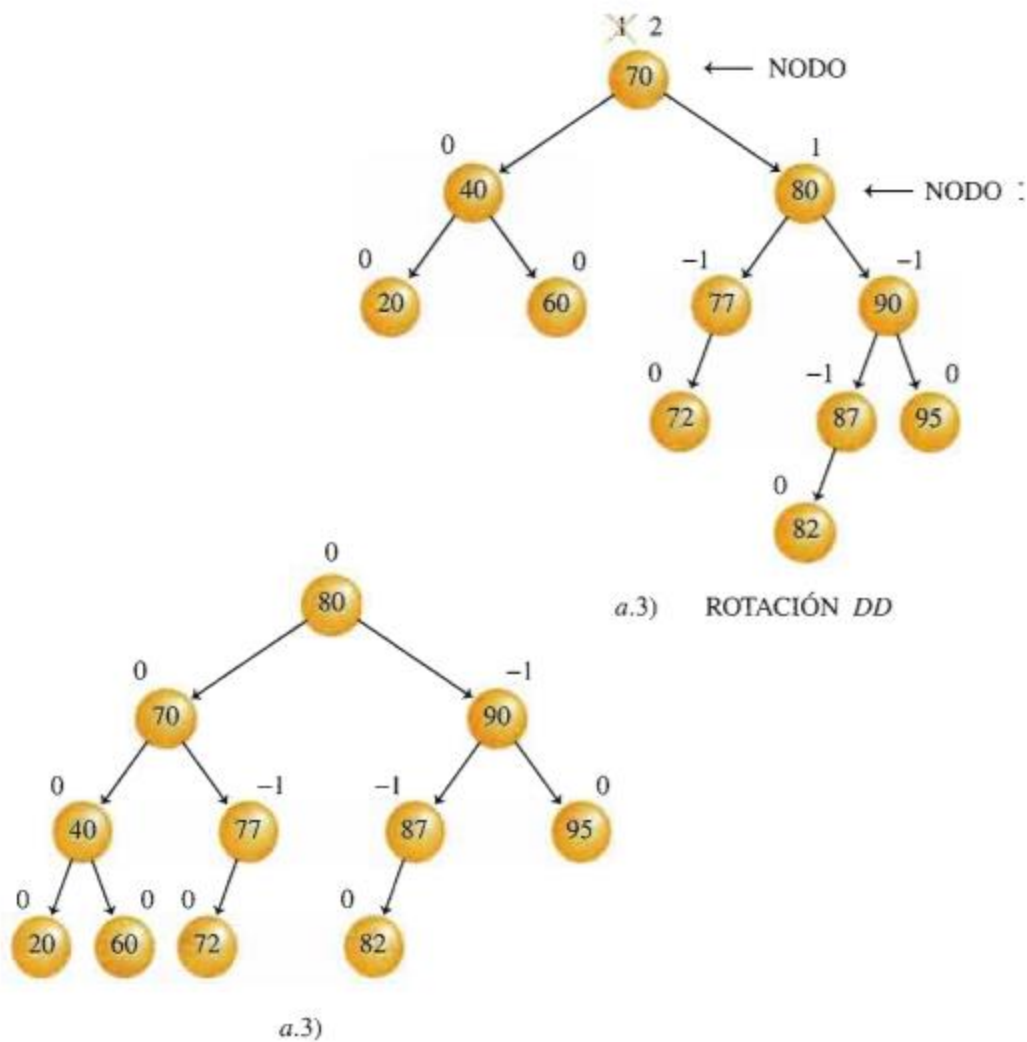 1 2
70 ← NODO
0 1
40 80 ← NODO
0 0 -1 -1
20 60 77 90
0 -1 0
72 87 95
0
82
a.3) ROTACIÓN DD
0
80
0 -1
70 90
0 -1 -1 0
40 77 87 95
0 0 0 0
20 60 72 82
a.3)